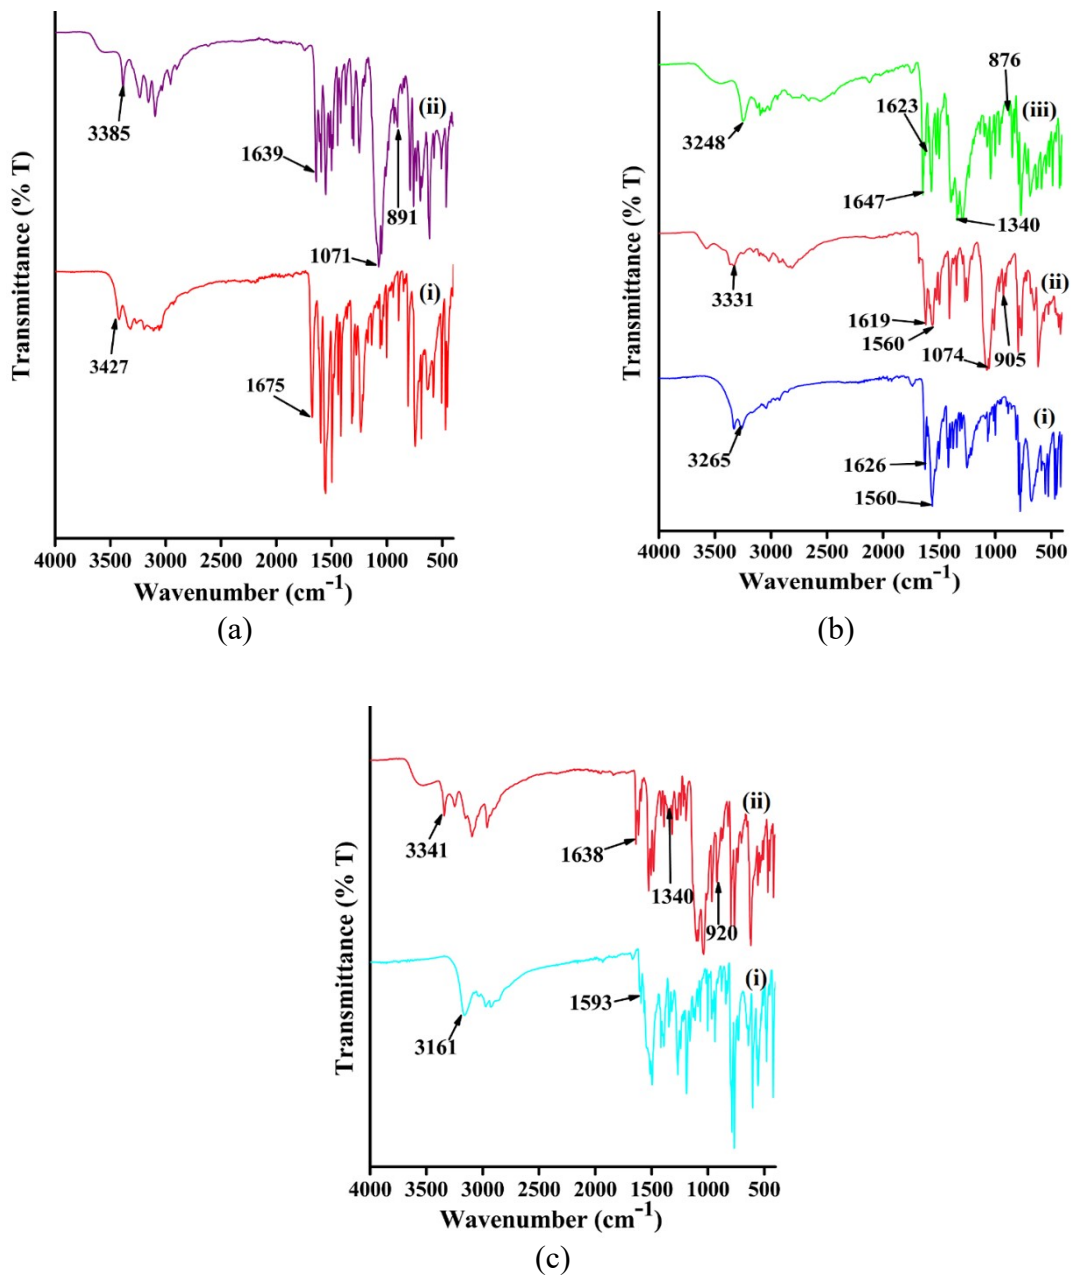 Transmittance (% T)
(ii)
3385
1639
891
1071
(i)
3427
1675
4000 3500 3000 2500 2000 1500 1000 500
Wavenumber (cm⁻¹)
(a)
Transmittance (% T)
876
1623
(iii)
3248
1647
1340
3331
(ii)
1619
1560
1074
905
(i)
3265
1626
1560
4000 3500 3000 2500 2000 1500 1000 500
Wavenumber (cm⁻¹)
(b)
Transmittance (% T)
(ii)
3341
1638
1340
920
(i)
1593
3161
4000 3500 3000 2500 2000 1500 1000 500
Wavenumber (cm⁻¹)
(c)